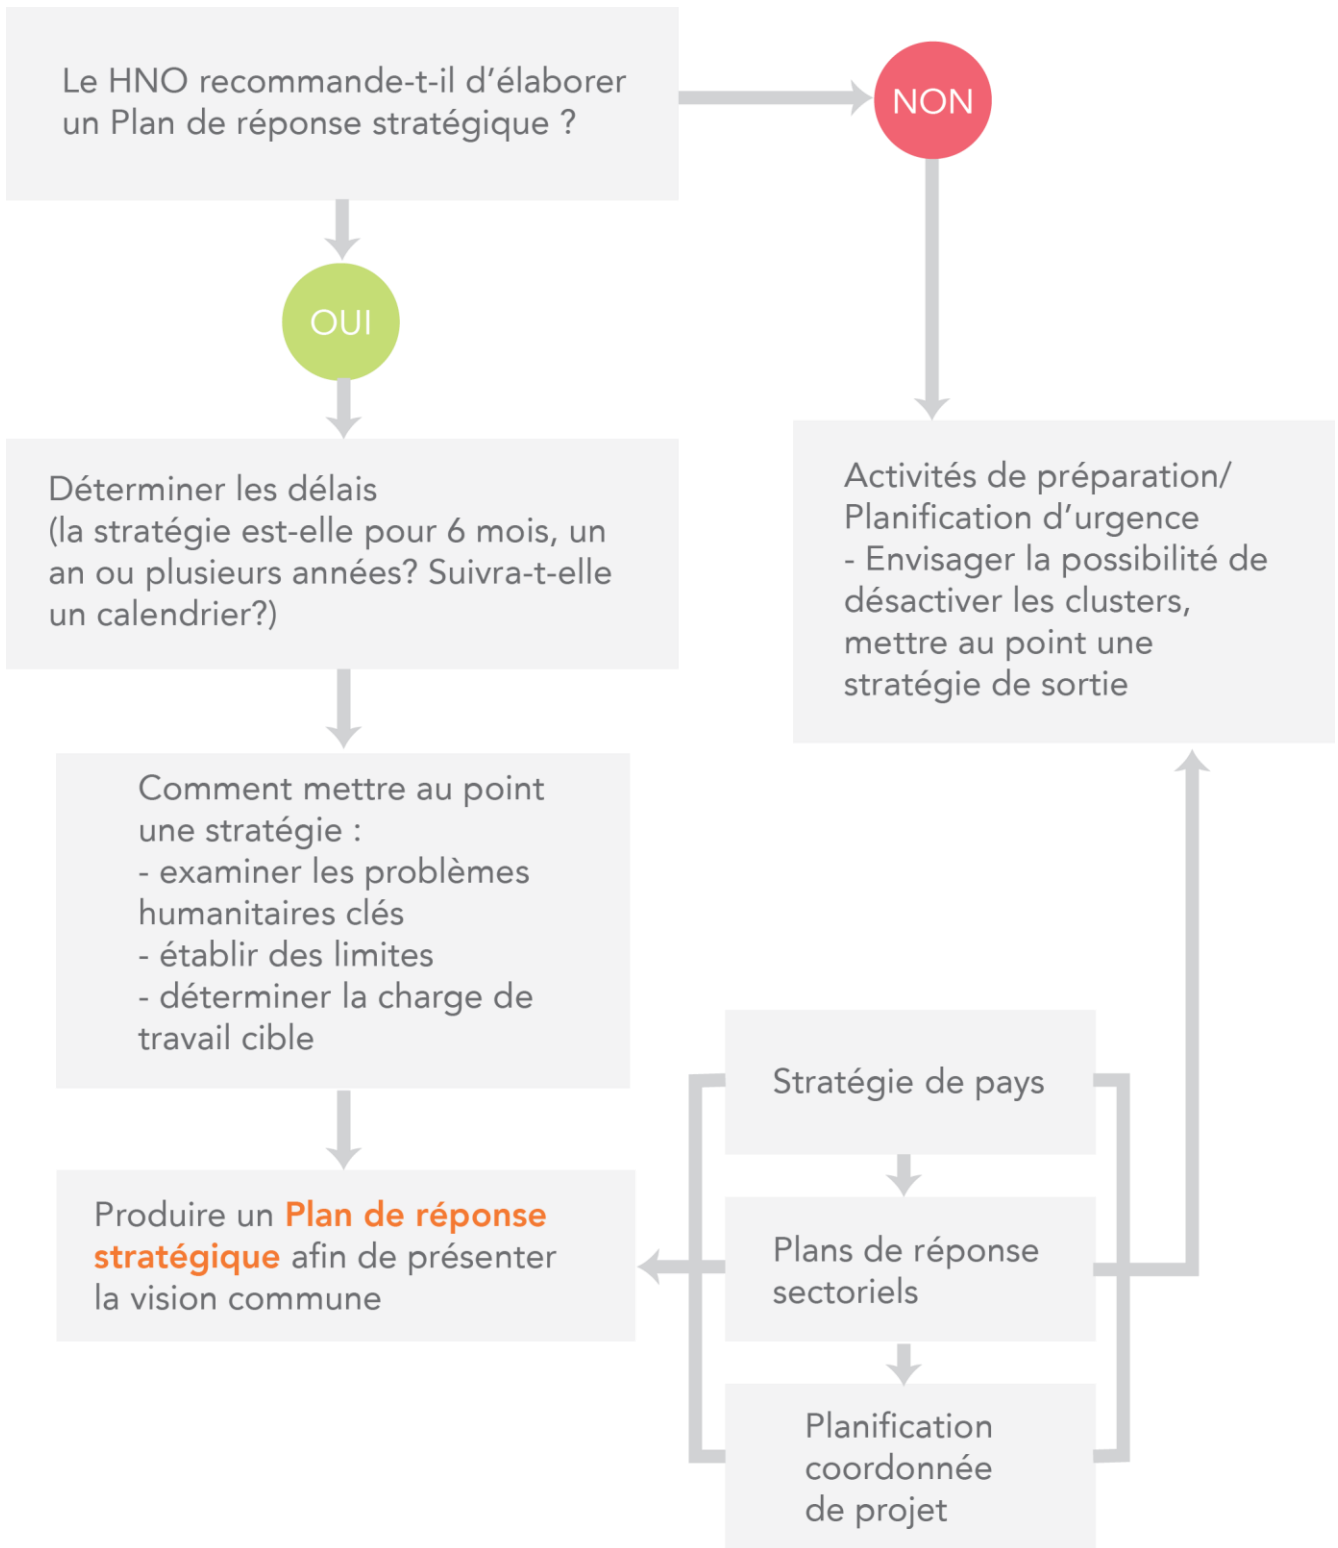 Le HNO recommande-t-il d'élaborer
un Plan de réponse stratégique ?
NON
OUI
Déterminer les délais
(la stratégie est-elle pour 6 mois, un
an ou plusieurs années? Suivra-t-elle
un calendrier?)
Activités de préparation/
Planification d'urgence
- Envisager la possibilité de
désactiver les clusters,
mettre au point une
stratégie de sortie
Comment mettre au point
une stratégie :
- examiner les problèmes
humanitaires clés
- établir des limites
- déterminer la charge de
travail cible
Produire un Plan de réponse
stratégique afin de présenter
la vision commune
Stratégie de pays
Plans de réponse
sectoriels
Planification
coordonnée
de projet